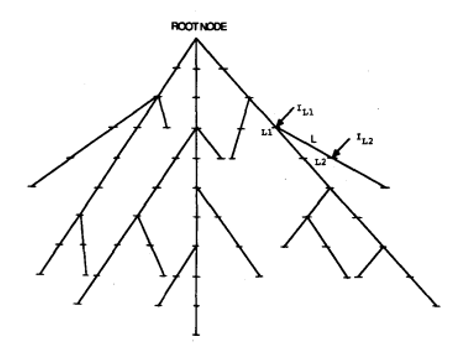 ROOT NODE
I_L1
L1
L
I_L2
L2